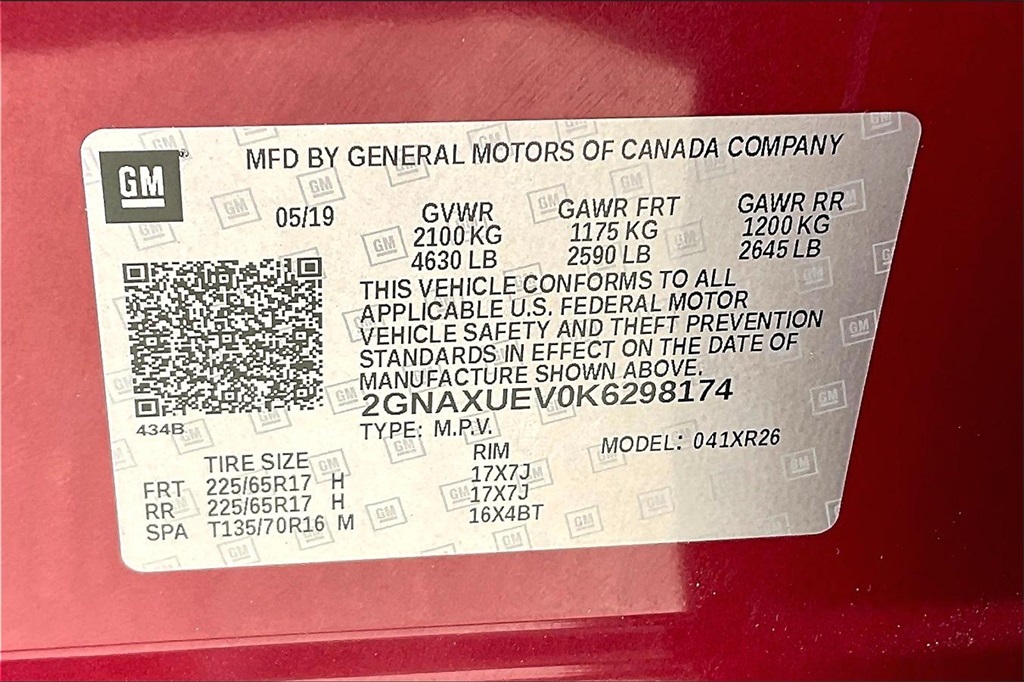 GM
MFD BY GENERAL MOTORS OF CANADA COMPANY
05/19
GVWR GAWR FRT GAWR RR
2100 KG 1175 KG 1200 KG
4630 LB 2590 LB 2645 LB
THIS VEHICLE CONFORMS TO ALL
APPLICABLE U.S. FEDERAL MOTOR
VEHICLE SAFETY AND THEFT PREVENTION
STANDARDS IN EFFECT ON THE DATE OF
MANUFACTURE SHOWN ABOVE.
2GNAXUEV0K6298174
434B
TYPE: M.P.V.
MODEL: 041XR26
TIRE SIZE RIM
FRT 225/65R17 H 17X7J
RR 225/65R17 H 17X7J
SPA T135/70R16 M 16X4BT